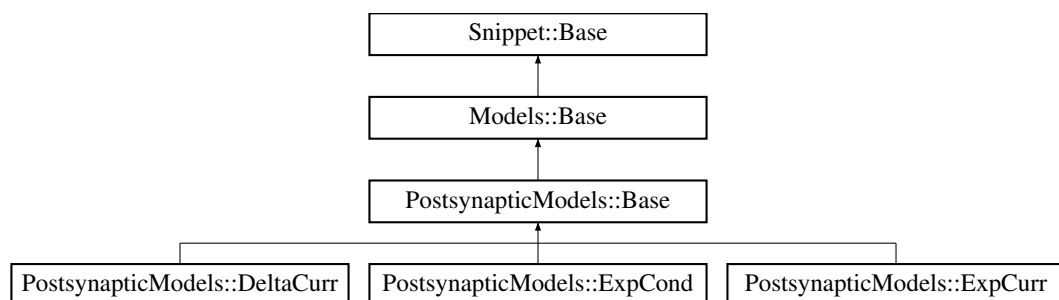 Snippet::Base
Models::Base
PostsynapticModels::Base
PostsynapticModels::DeltaCurr PostsynapticModels::ExpCond PostsynapticModels::ExpCurr